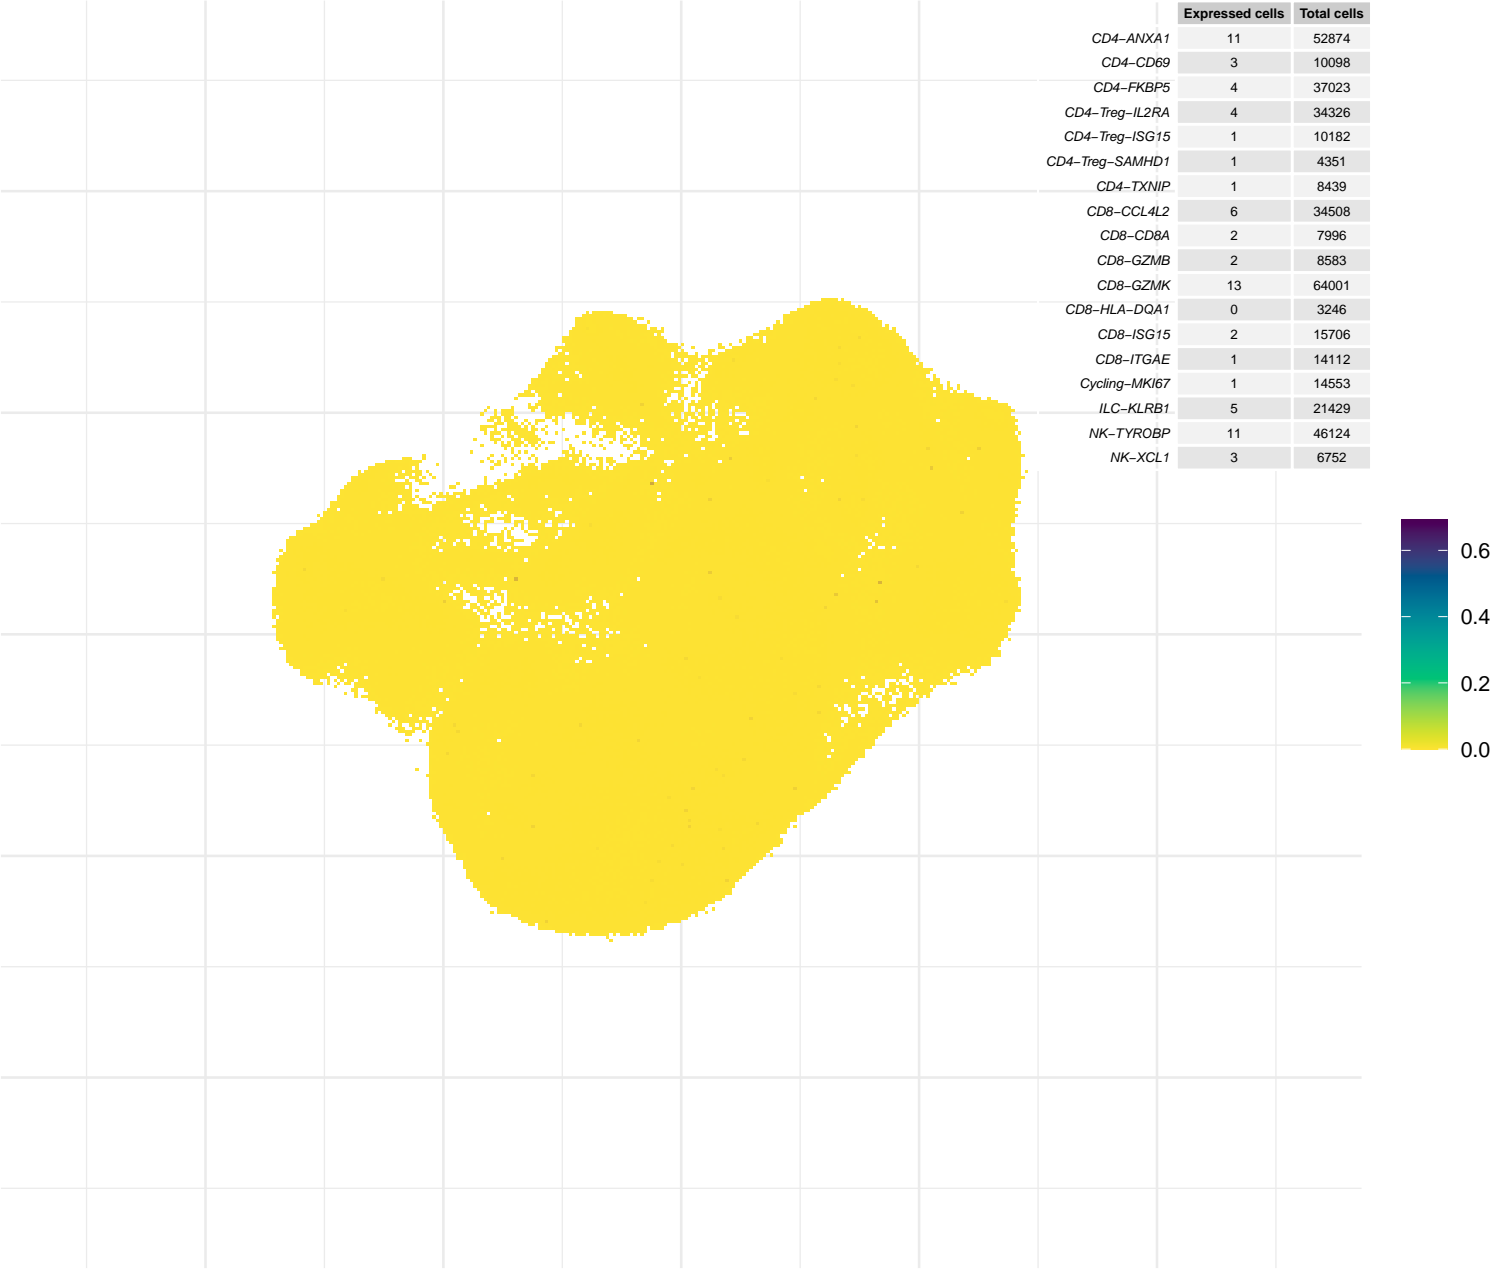 Expressed cells Total cells
CD4−ANXA1 11 52874
CD4−CD69 3 10098
CD4−FKBP5 4 37023
CD4−Treg−IL2RA 4 34326
CD4−Treg−ISG15 1 10182
CD4−Treg−SAMHD1 1 4351
CD4−TXNIP 1 8439
CD8−CCL4L2 6 34508
CD8−CD8A 2 7996
CD8−GZMB 2 8583
CD8−GZMK 13 64001
CD8−HLA−DQA1 0 3246
CD8−ISG15 2 15706
CD8−ITGAE 1 14112
Cycling−MKI67 1 14553
ILC−KLRB1 5 21429
NK−TYROBP 11 46124
NK−XCL1 3 6752
0.6
0.4
0.2
0.0